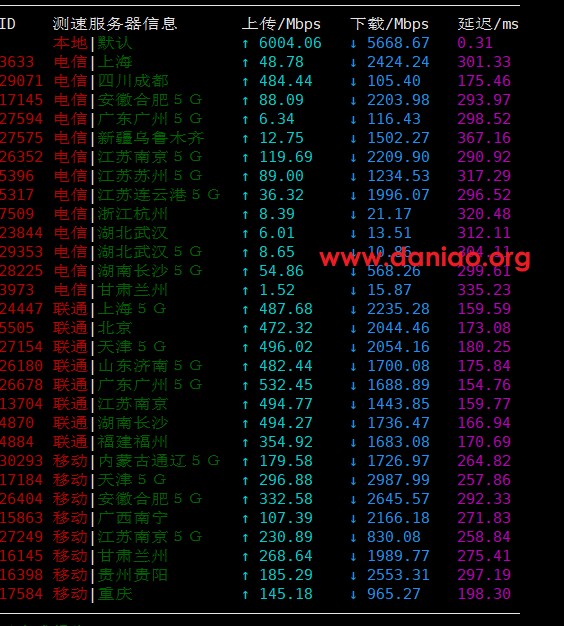 ID 测速服务器信息 上传/Mbps 下载/Mbps 延迟/ms
本地|默认 ↑ 6004.06 ↓ 5668.67 0.31
3633 电信|上海 ↑ 48.78 ↓ 2424.24 301.33
29071 电信|四川成都 ↑ 484.44 ↓ 105.40 175.46
17145 电信|安徽合肥５Ｇ ↑ 88.09 ↓ 2203.98 293.97
27594 电信|广东广州５Ｇ ↑ 6.34 ↓ 116.43 298.52
27575 电信|新疆乌鲁木齐 ↑ 12.75 ↓ 1502.27 367.16
26352 电信|江苏南京５Ｇ ↑ 119.69 ↓ 2209.90 290.92
5396 电信|江苏苏州５Ｇ ↑ 89.00 ↓ 1234.53 317.29
5317 电信|江苏连云港５Ｇ ↑ 36.32 ↓ 1996.07 296.52
7509 电信|浙江杭州 ↑ 8.39 ↓ 21.17 320.48
23844 电信|湖北武汉 ↑ 6.01 ↓ 13.51 312.11
29353 电信|湖北武汉５Ｇ ↑ 8.65 ↓ 10.86 304.11
www.daniao.org
28225 电信|湖南长沙５Ｇ ↑ 54.86 ↓ 568.26 299.61
3973 电信|甘肃兰州 ↑ 1.52 ↓ 15.87 335.23
24447 联通|上海５Ｇ ↑ 487.68 ↓ 2235.28 159.59
5505 联通|北京 ↑ 472.32 ↓ 2044.46 173.08
27154 联通|天津５Ｇ ↑ 496.02 ↓ 2054.16 180.25
26180 联通|山东济南５Ｇ ↑ 482.44 ↓ 1700.08 175.84
26678 联通|广东广州５Ｇ ↑ 532.45 ↓ 1688.89 154.76
13704 联通|江苏南京 ↑ 494.77 ↓ 1443.85 159.77
4870 联通|湖南长沙 ↑ 494.27 ↓ 1736.47 166.94
4884 联通|福建福州 ↑ 354.92 ↓ 1683.08 170.69
30293 移动|内蒙古通辽５Ｇ ↑ 179.58 ↓ 1726.97 264.82
17184 移动|天津５Ｇ ↑ 296.88 ↓ 2987.99 257.86
26404 移动|安徽合肥５Ｇ ↑ 332.58 ↓ 2645.57 292.33
15863 移动|广西南宁 ↑ 107.39 ↓ 2166.18 271.83
27249 移动|江苏南京５Ｇ ↑ 230.89 ↓ 830.08 258.84
16145 移动|甘肃兰州 ↑ 268.64 ↓ 1989.77 275.41
16398 移动|贵州贵阳 ↑ 185.29 ↓ 2553.31 297.19
17584 移动|重庆 ↑ 145.18 ↓ 965.27 198.30